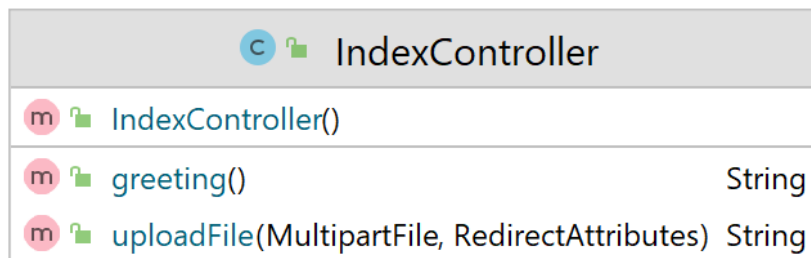 C IndexController
m IndexController()
m greeting() String
m uploadFile(MultipartFile, RedirectAttributes) String